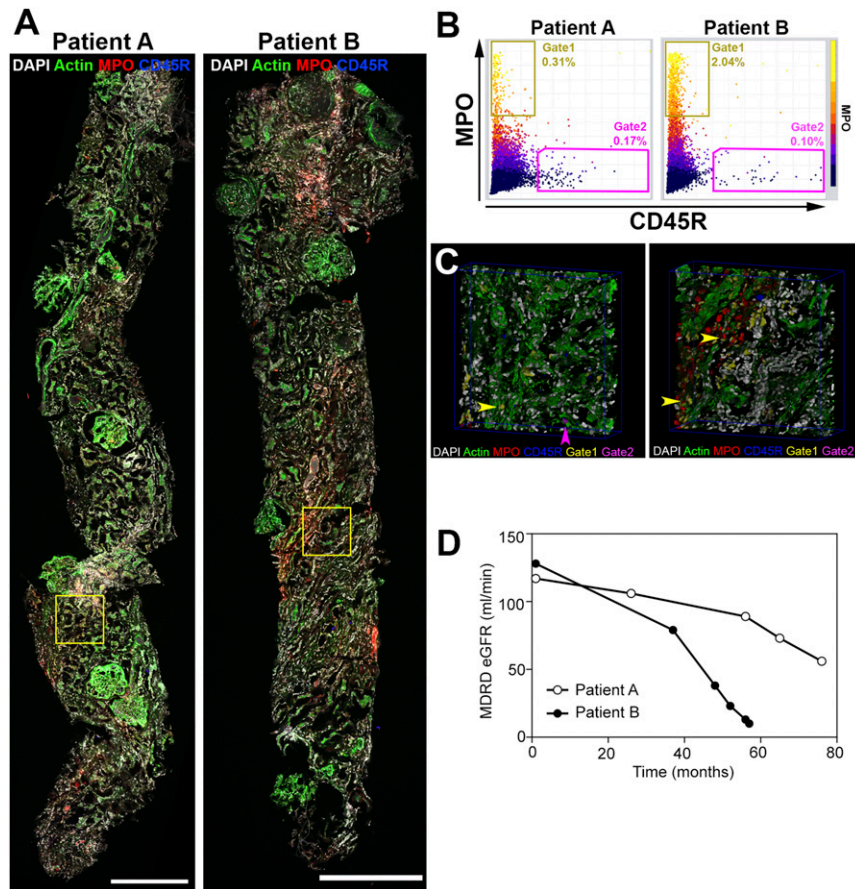 A
Patient A
Patient B
DAPI Actin MPO CD45R
DAPI Actin MPO CD45R
B
Patient A
Patient B
MPO
Gate1
0.31%
Gate2
0.17%
Gate1
2.04%
Gate2
0.10%
MPO
CD45R
C
DAPI Actin MPO CD45R Gate1 Gate2
DAPI Actin MPO CD45R Gate1 Gate2
D
MDRD eGFR (ml/min)
150
100
50
0
Patient A
Patient B
0
20
40
60
80
Time (months)